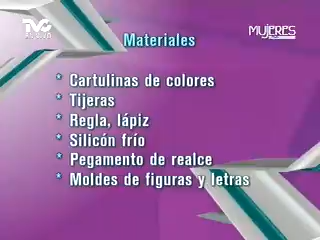 TVC
MUJERES
Materiales
* Cartulinas de colores
* Tijeras
* Regla, lápiz
* Silicón frío
* Pegamento de realce
* Moldes de figuras y letras